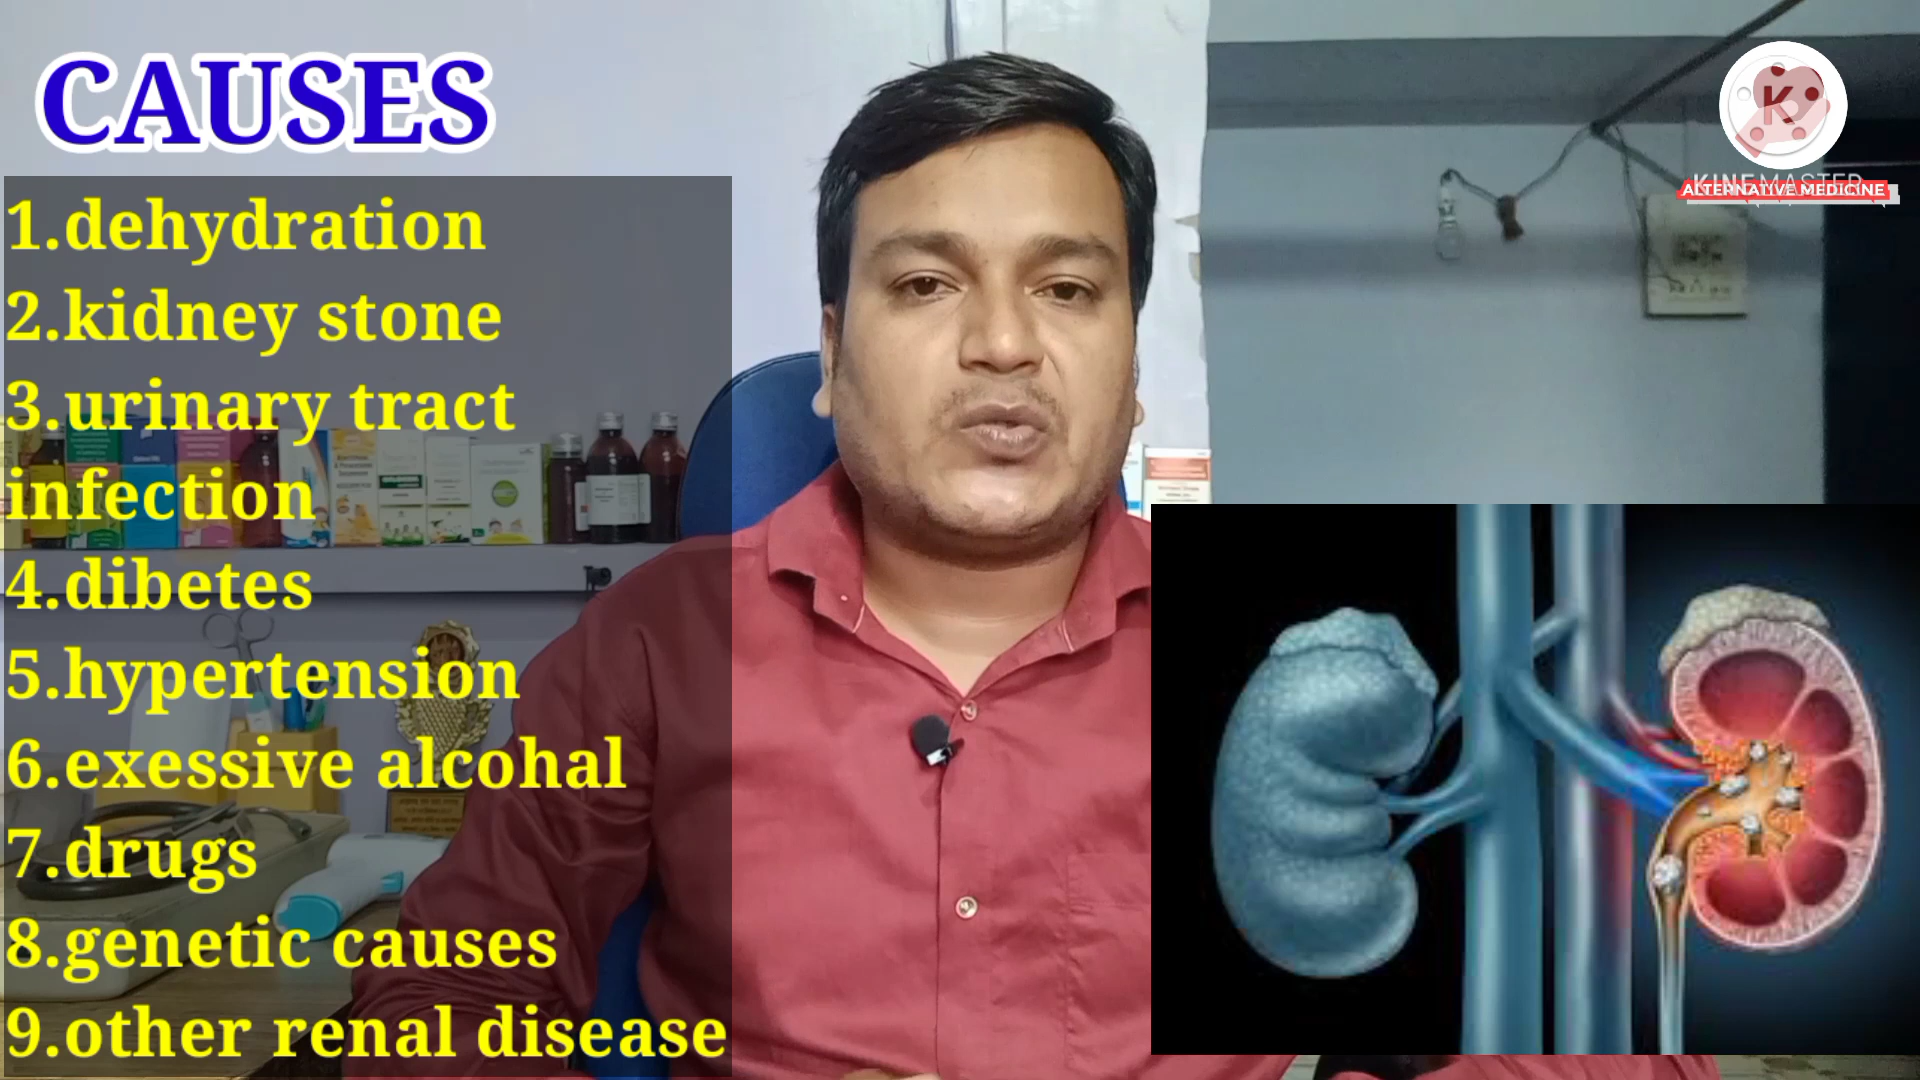 CAUSES
1.dehydration
2.kidney stone
3.urinary tract
infection
4.dibetes
5.hypertension
6.exessive alcohal
7.drugs
8.genetic causes
9.other renal disease
K
KINEMASTER
ALTERNATIVE MEDICINE